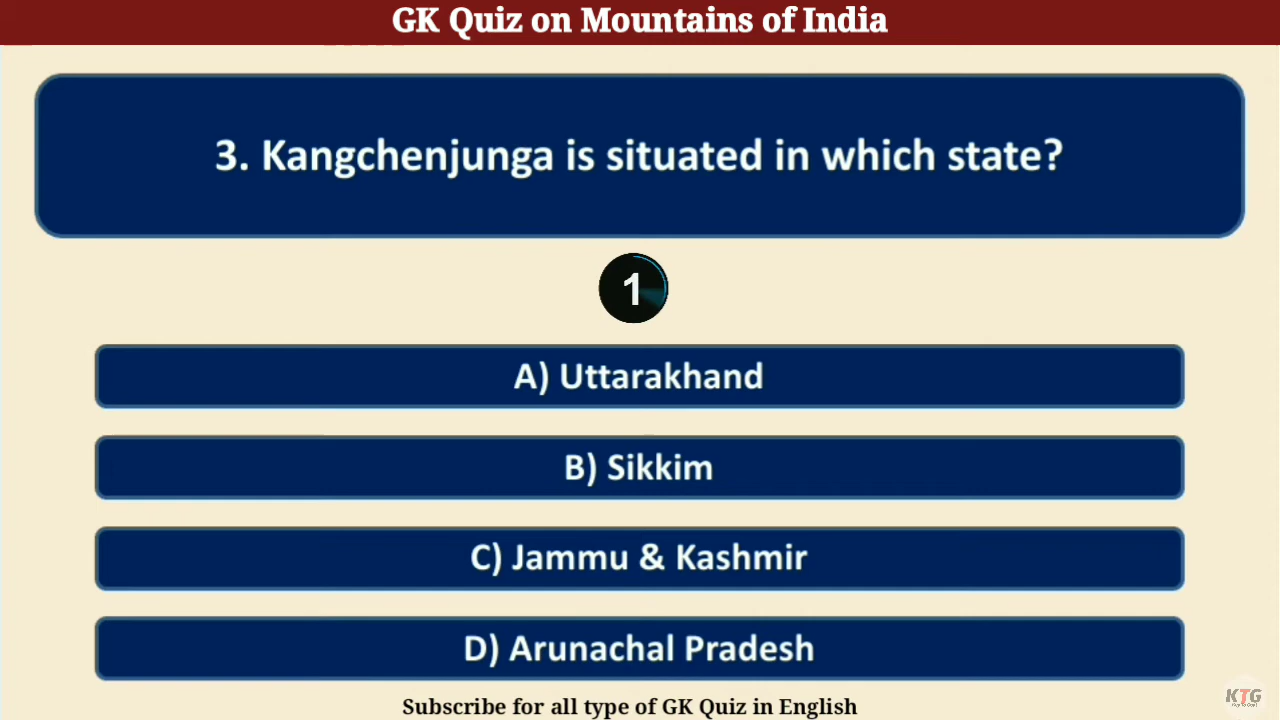 GK Quiz on Mountains of India
3. Kangchenjunga is situated in which state?
1
A) Uttarakhand
B) Sikkim
C) Jammu & Kashmir
D) Arunachal Pradesh
Subscribe for all type of GK Quiz in English
KTG